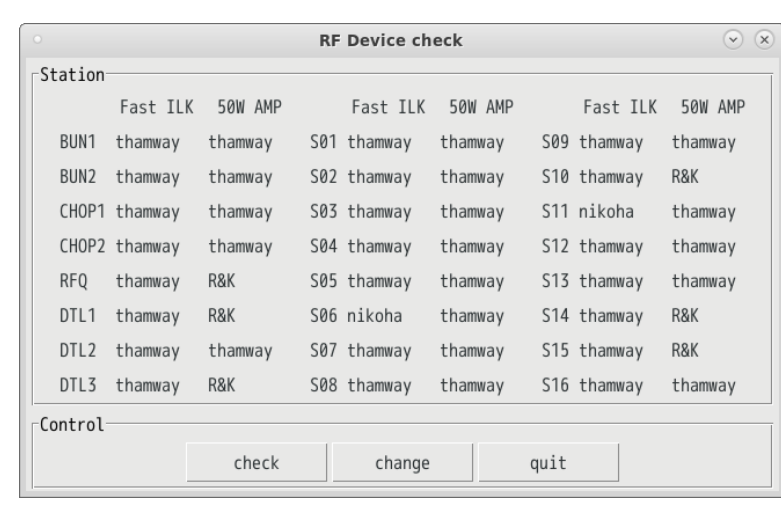 RF Device check
Station
Fast ILK 50W AMP Fast ILK 50W AMP Fast ILK 50W AMP
BUN1 thamway thamway S01 thamway thamway S09 thamway thamway
BUN2 thamway thamway S02 thamway thamway S10 thamway R&K
CHOP1 thamway thamway S03 thamway thamway S11 nikoha thamway
CHOP2 thamway thamway S04 thamway thamway S12 thamway thamway
RFQ thamway R&K S05 thamway thamway S13 thamway thamway
DTL1 thamway R&K S06 nikoha thamway S14 thamway R&K
DTL2 thamway thamway S07 thamway thamway S15 thamway R&K
DTL3 thamway R&K S08 thamway thamway S16 thamway thamway
Control
check change quit